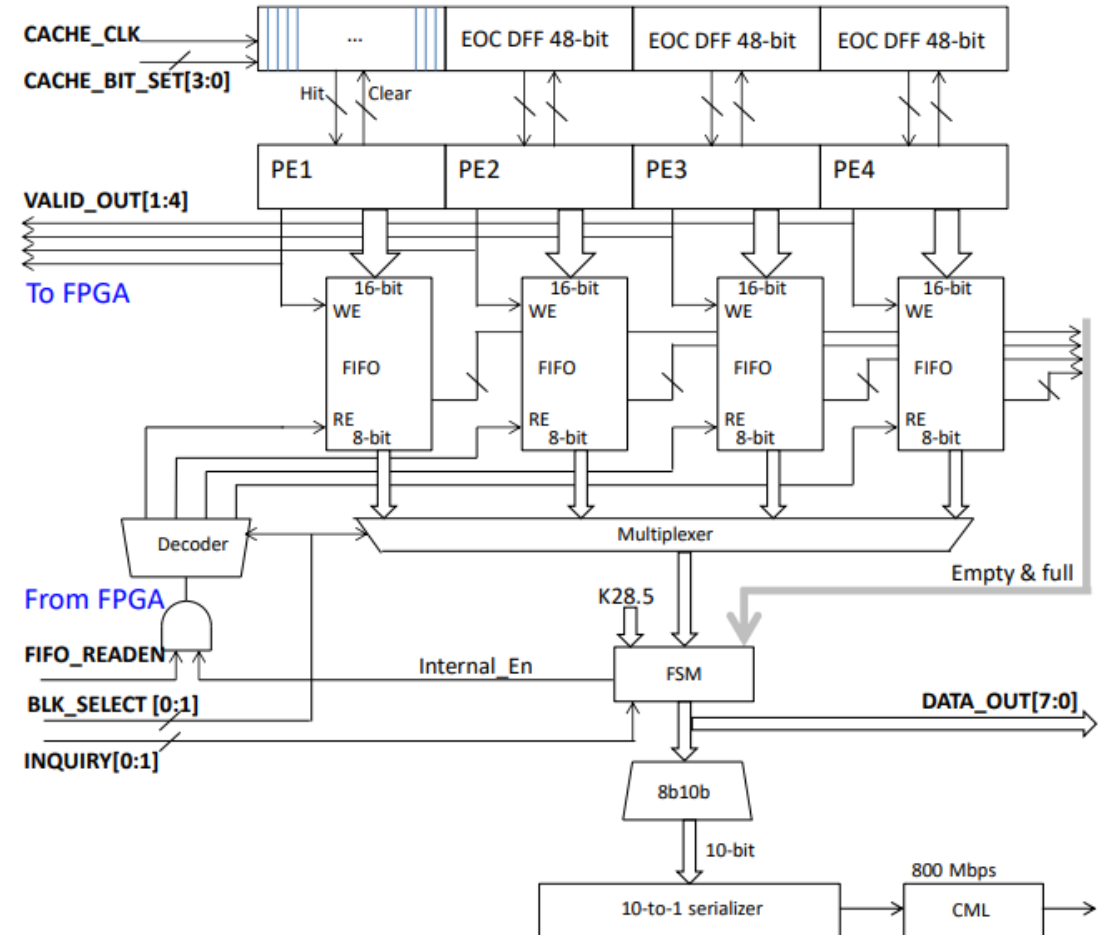 CACHE_CLK
CACHE_BIT_SET[3:0]
...
EOC DFF 48-bit
EOC DFF 48-bit
EOC DFF 48-bit
Hit
Clear
PE1
PE2
PE3
PE4
VALID_OUT[1:4]
To FPGA
16-bit
WE
FIFO
RE
8-bit
16-bit
WE
FIFO
RE
8-bit
16-bit
WE
FIFO
RE
8-bit
16-bit
WE
FIFO
RE
8-bit
Decoder
Multiplexer
Empty & full
From FPGA
K28.5
FIFO_READEN
Internal_En
FSM
BLK_SELECT [0:1]
DATA_OUT[7:0]
INQUIRY[0:1]
8b10b
10-bit
800 Mbps
10-to-1 serializer
CML